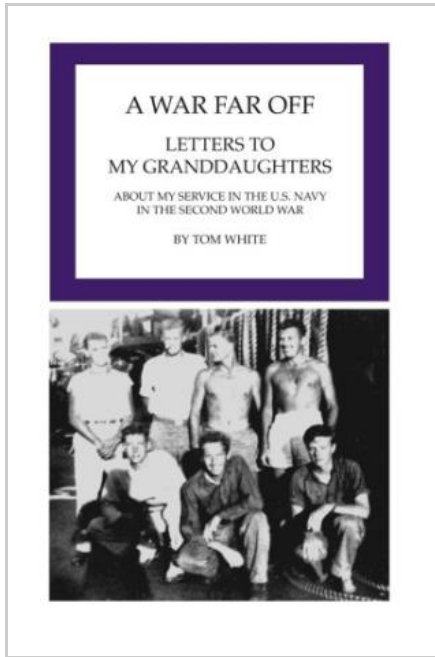 A WAR FAR OFF
LETTERS TO
MY GRANDDAUGHTERS
ABOUT MY SERVICE IN THE U.S. NAVY
IN THE SECOND WORLD WAR
BY TOM WHITE